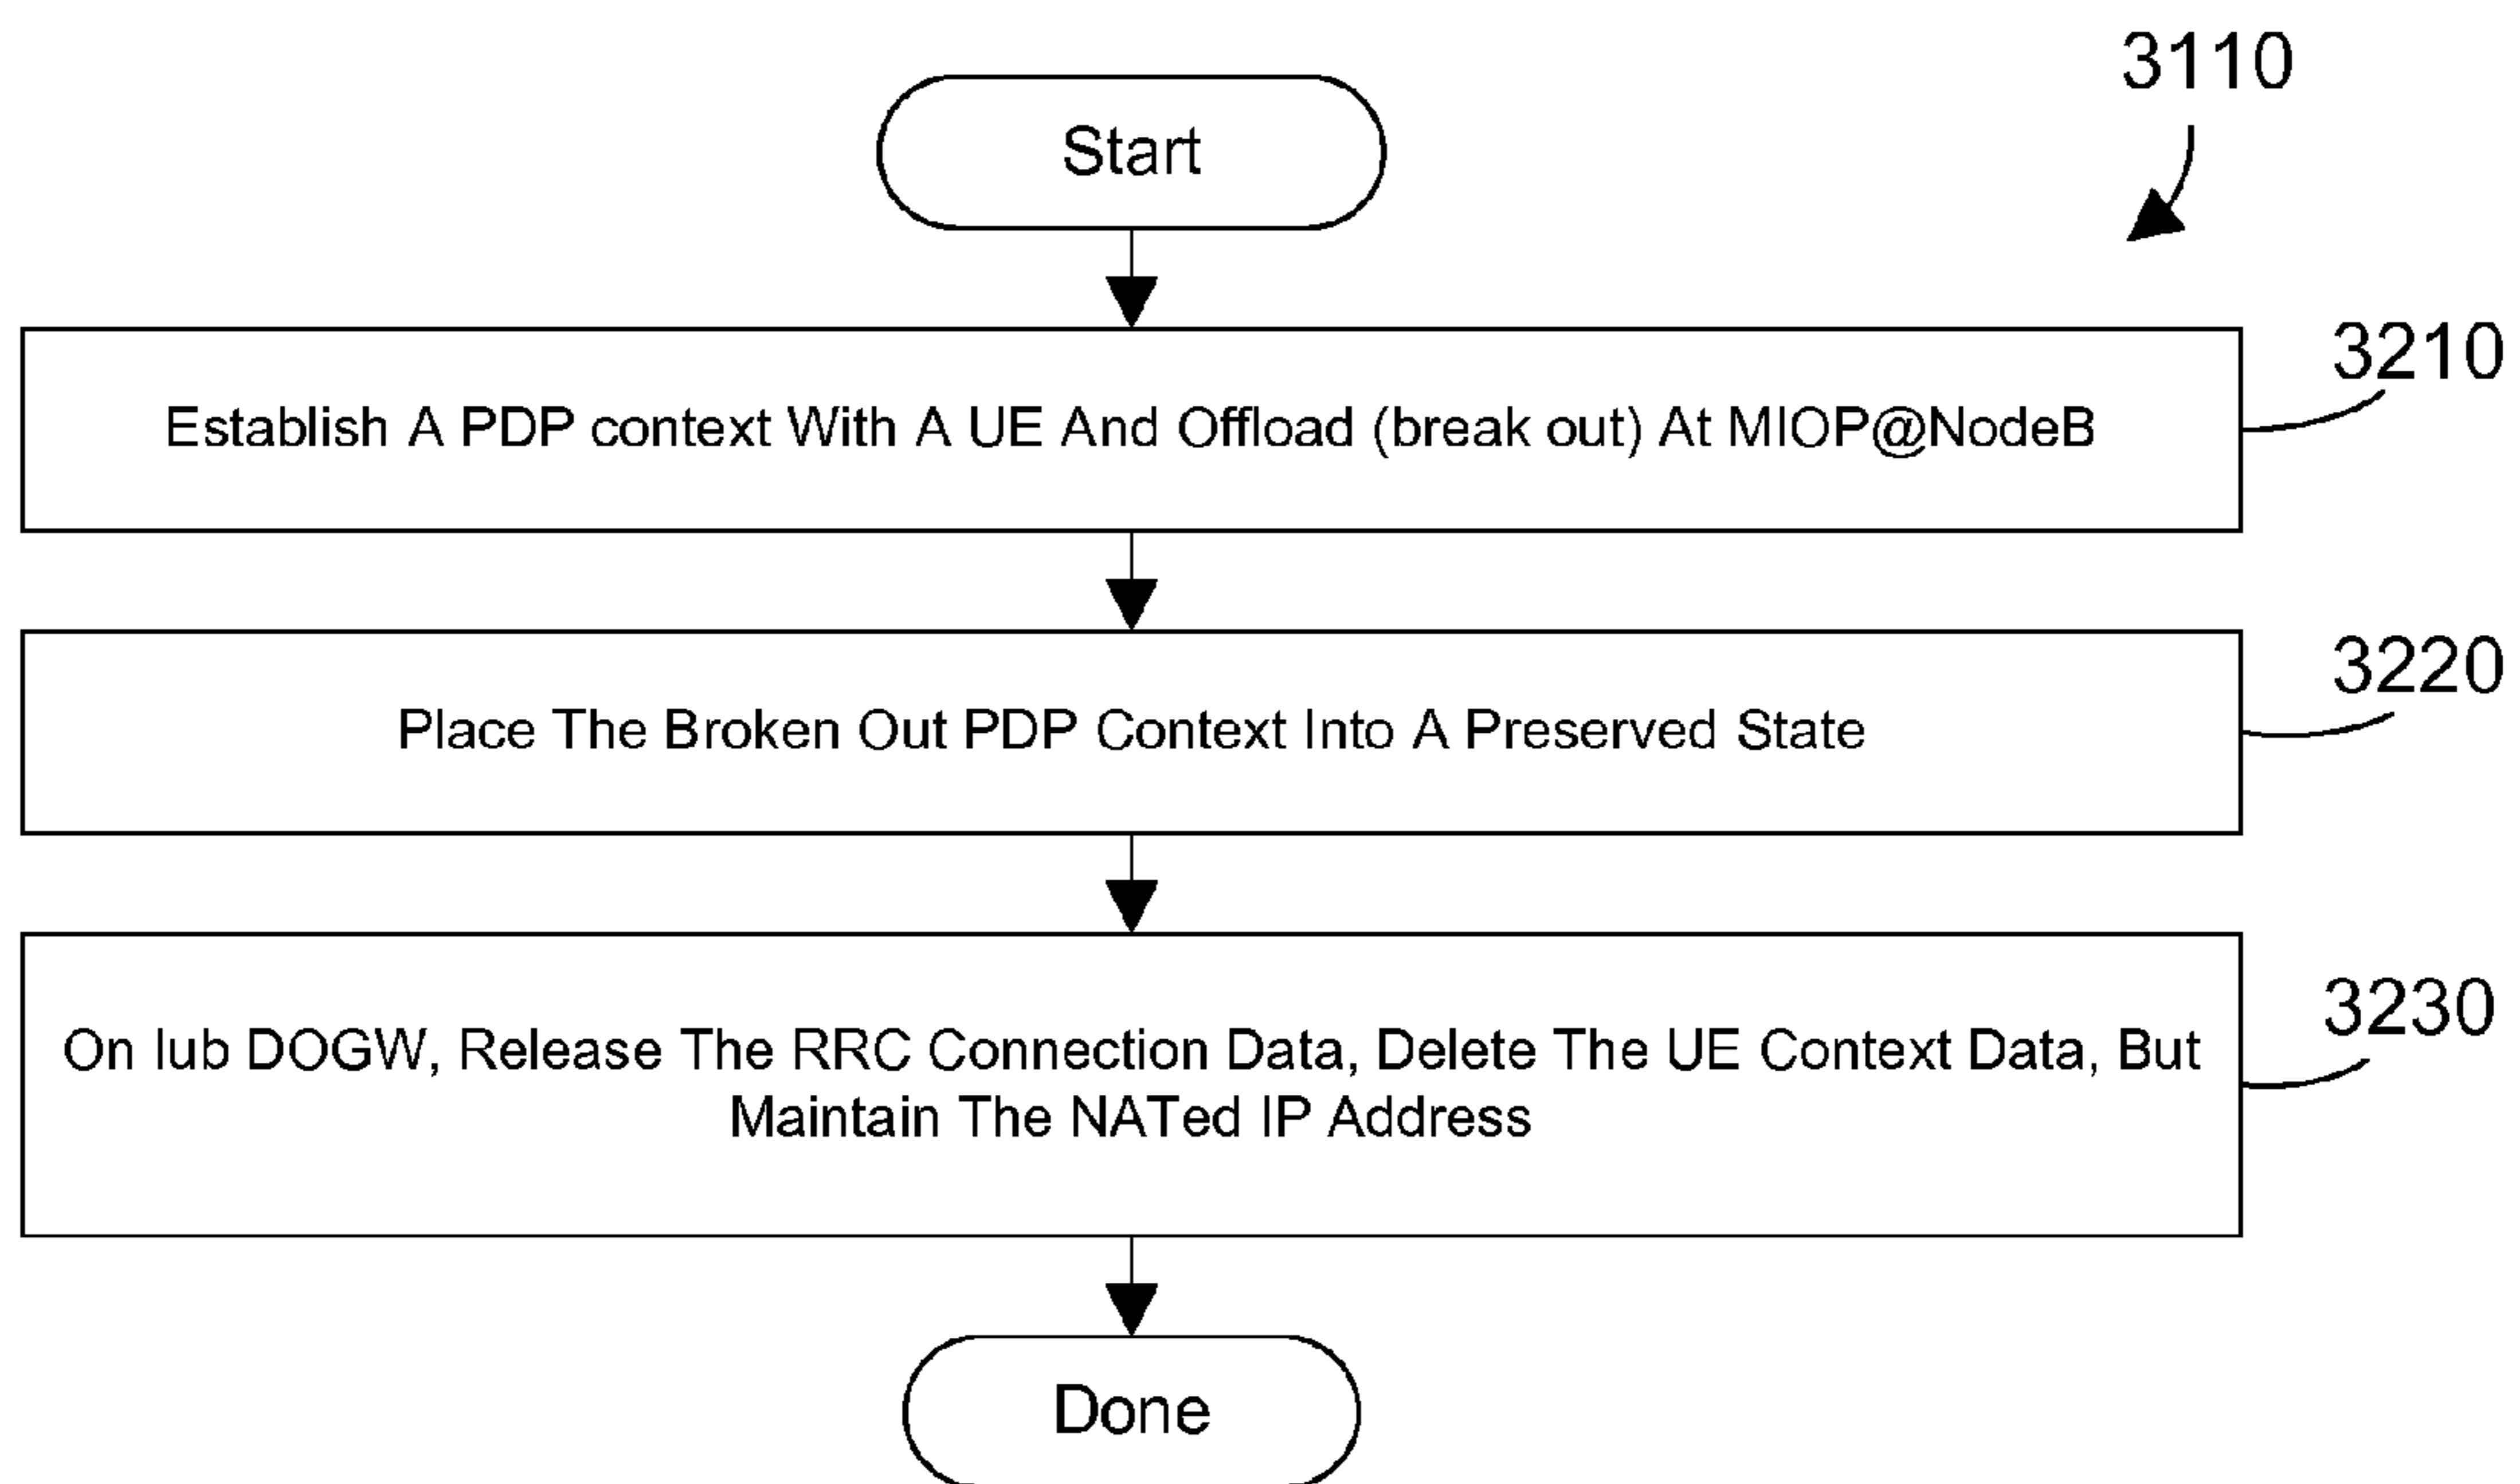 3110
Start
3210
Establish A PDP context With A UE And Offload (break out) At MIOP@NodeB
3220
Place The Broken Out PDP Context Into A Preserved State
3230
On Iub DOGW, Release The RRC Connection Data, Delete The UE Context Data, But
Maintain The NATed IP Address
Done